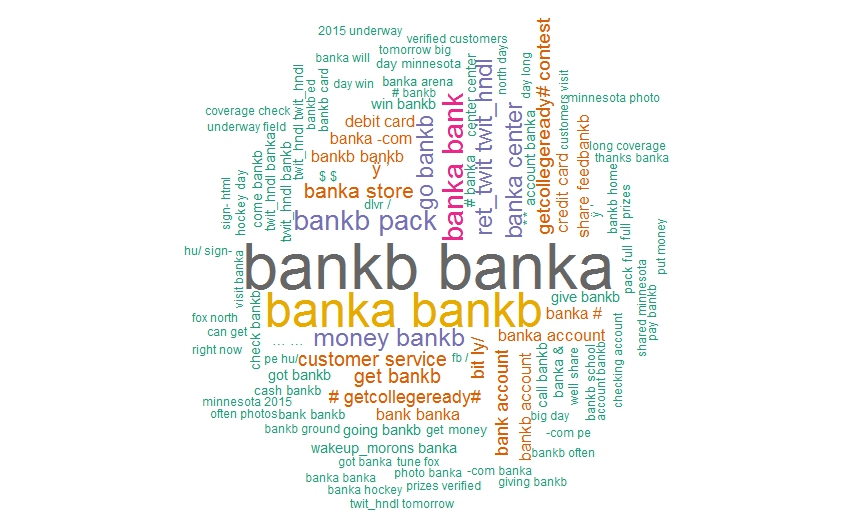 2015 underway
verified customers
tomorrow big
banka will
day minnesota
north days
day long
getcollegeready# contest
customers visit
minnesota photo
twit_hndl twit_hndl
bankb ed
bankb card
day win
banka arena
# bankb
win bankb
center center
coverage check
underway field
debit card
banka -com
bankb bankb
ÿ '
$ $
banka store
go bankb
banka bank
# banka
ret_twit twit_hndl
banka center
** account banka
credit card
share feedbankb
long coverage
thanks banka
sign- html
hockey day
come bankb
twit_hndl banka
twit_hndl bankb
dlvr /
bankb pack
ÿ
bankb home
full prizes
pack full
put money
hu/ sign-
visit banka
bankb banka
shared minnesota
pay bankb
fox north
check bankb
banka bankb
give bankb
banka #
can get
right now
... ...
money bankb
banka account
pe hu/
customer service
fb /
bit ly/
got bankb
get bankb
bank account
bankb account
call bankb
banka &
well share
bankb school
account bankb
checking account
cash bankb
# getcollegeready#
minnesota 2015
often photos
bank bankb
bank banka
big day
bankb ground
going bankb
get money
-com pe
wakeup_morons banka
bankb often
got banka
tune fox
banka banka
photo banka
-com banka
banka hockey
prizes verified
giving bankb
twit_hndl tomorrow